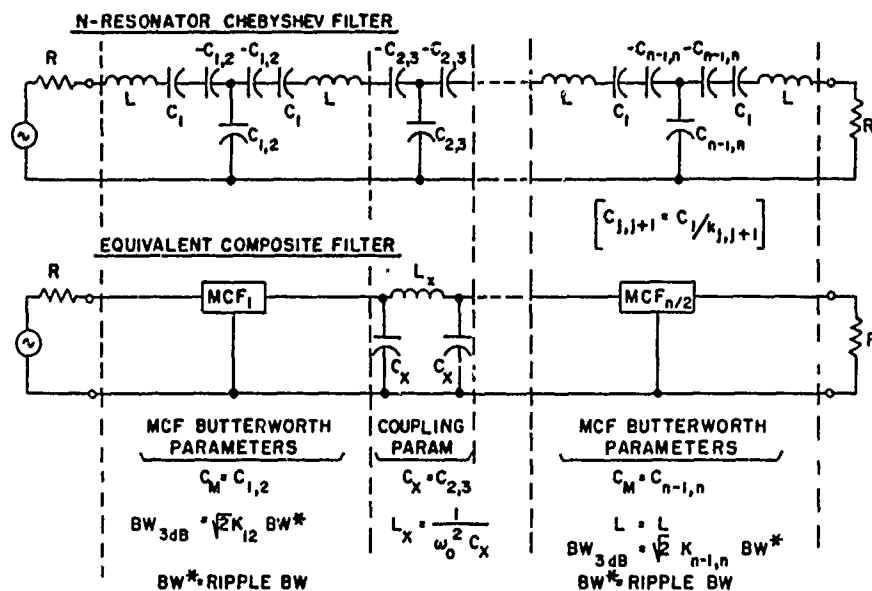 N-RESONATOR CHEBYSHEV FILTER
R L C₁ -C₁,₂ -C₁,₂ C₁ L -C₂,₃ -C₂,₃ L C₁ -Cₙ₋₁,ₙ -Cₙ₋₁,ₙ C₁ L
C₁,₂ C₂,₃ Cₙ₋₁,ₙ R
[Cⱼ,ⱼ₊₁ = C₁/kⱼ,ⱼ₊₁]
EQUIVALENT COMPOSITE FILTER
R MCF₁ Lₓ MCFₙ/₂
Cₓ Cₓ R
MCF BUTTERWORTH
PARAMETERS
C_M = C₁,₂
BW₃dB = √2 K₁₂ BW*
BW* = RIPPLE BW
COUPLING
PARAM
Cₓ = C₂,₃
Lₓ = 1/ω₀² Cₓ
MCF BUTTERWORTH
PARAMETERS
C_M = Cₙ₋₁,ₙ
L = L
BW₃dB = √2 Kₙ₋₁,ₙ BW*
BW* = RIPPLE BW